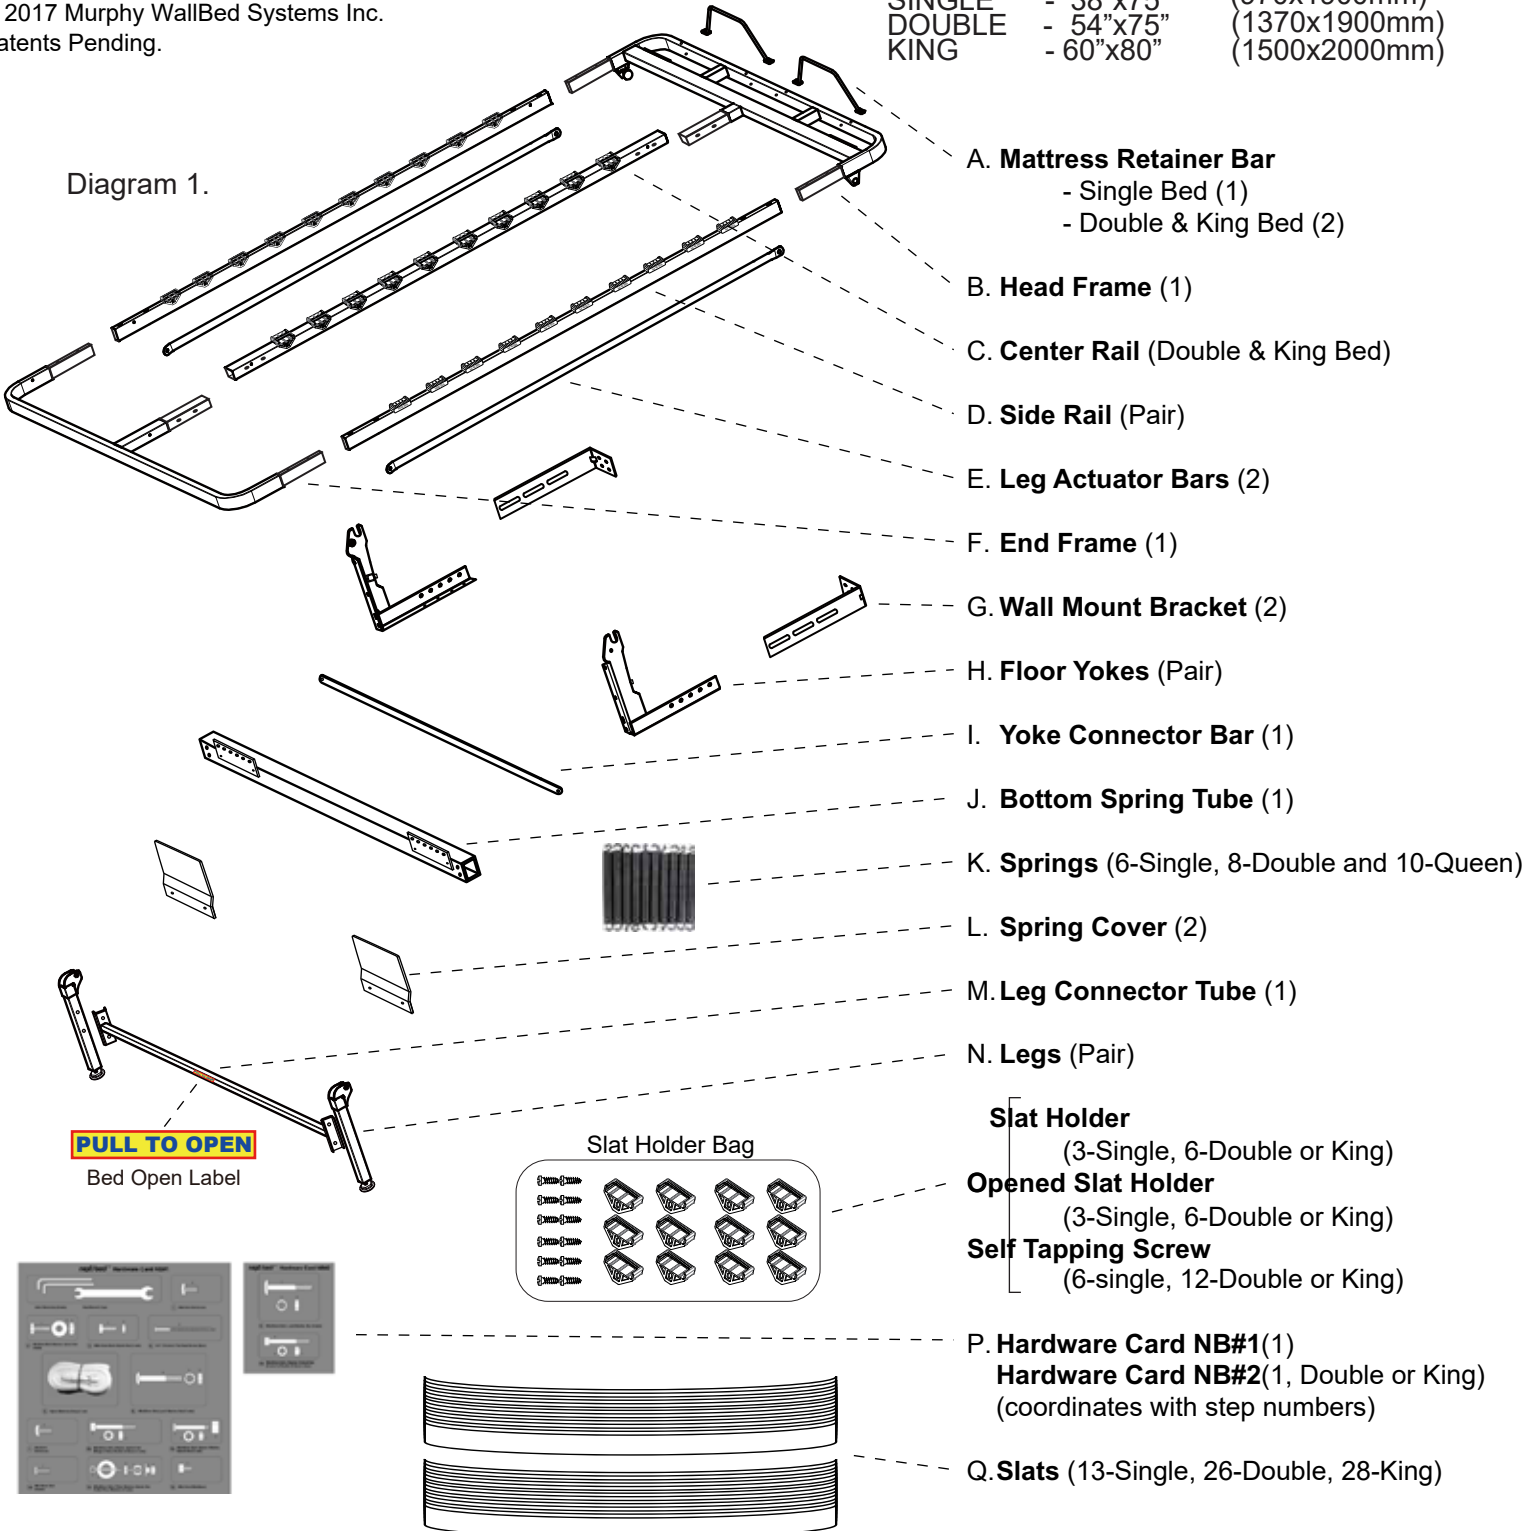 2017 Murphy WallBed Systems Inc.
atents Pending.
SINGLE - 38"x75"
DOUBLE - 54”x75” (1370x1900mm)
KING - 60”x80” (1500x2000mm)
Diagram 1.
A. Mattress Retainer Bar
- Single Bed (1)
- Double & King Bed (2)
B. Head Frame (1)
C. Center Rail (Double & King Bed)
D. Side Rail (Pair)
E. Leg Actuator Bars (2)
F. End Frame (1)
G. Wall Mount Bracket (2)
H. Floor Yokes (Pair)
I. Yoke Connector Bar (1)
J. Bottom Spring Tube (1)
K. Springs (6-Single, 8-Double and 10-Queen)
L. Spring Cover (2)
M. Leg Connector Tube (1)
N. Legs (Pair)
PULL TO OPEN
Bed Open Label
Slat Holder Bag
Slat Holder
(3-Single, 6-Double or King)
Opened Slat Holder
(3-Single, 6-Double or King)
Self Tapping Screw
(6-single, 12-Double or King)
P. Hardware Card NB#1(1)
Hardware Card NB#2(1, Double or King)
(coordinates with step numbers)
Q. Slats (13-Single, 26-Double, 28-King)